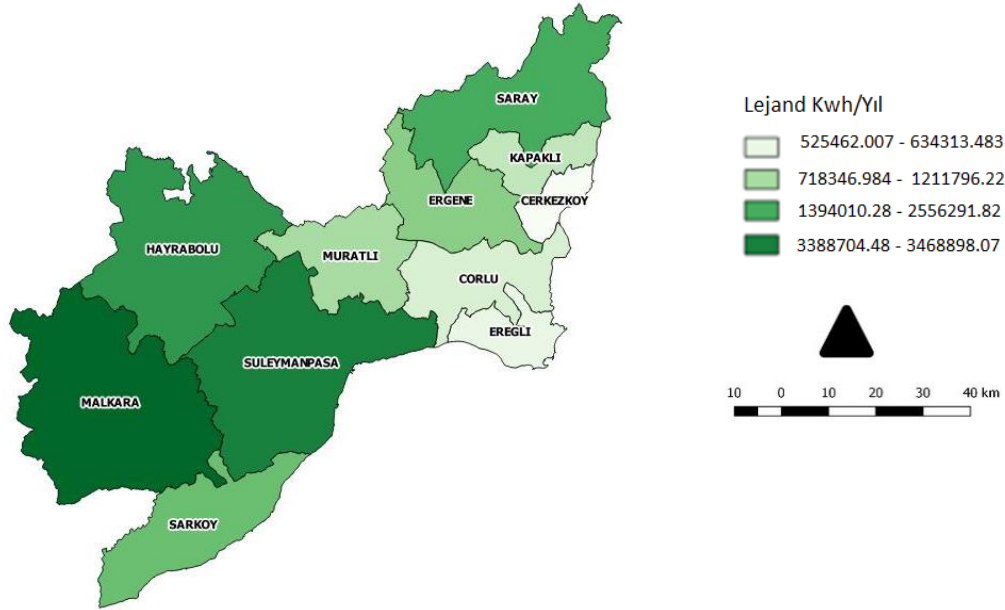 SARAY
Lejand Kwh/Yıl
525462.007 - 634313.483
KAPAKLI
718346.984 - 1211796.22
ERGENE
CERKEZKOY
1394010.28 - 2556291.82
HAYRABOLU
MURATLI
3388704.48 - 3468898.07
CORLU
EREGLI
SULEYMANPASA
MALKARA
10 0 10 20 30 40 km
SARKOY